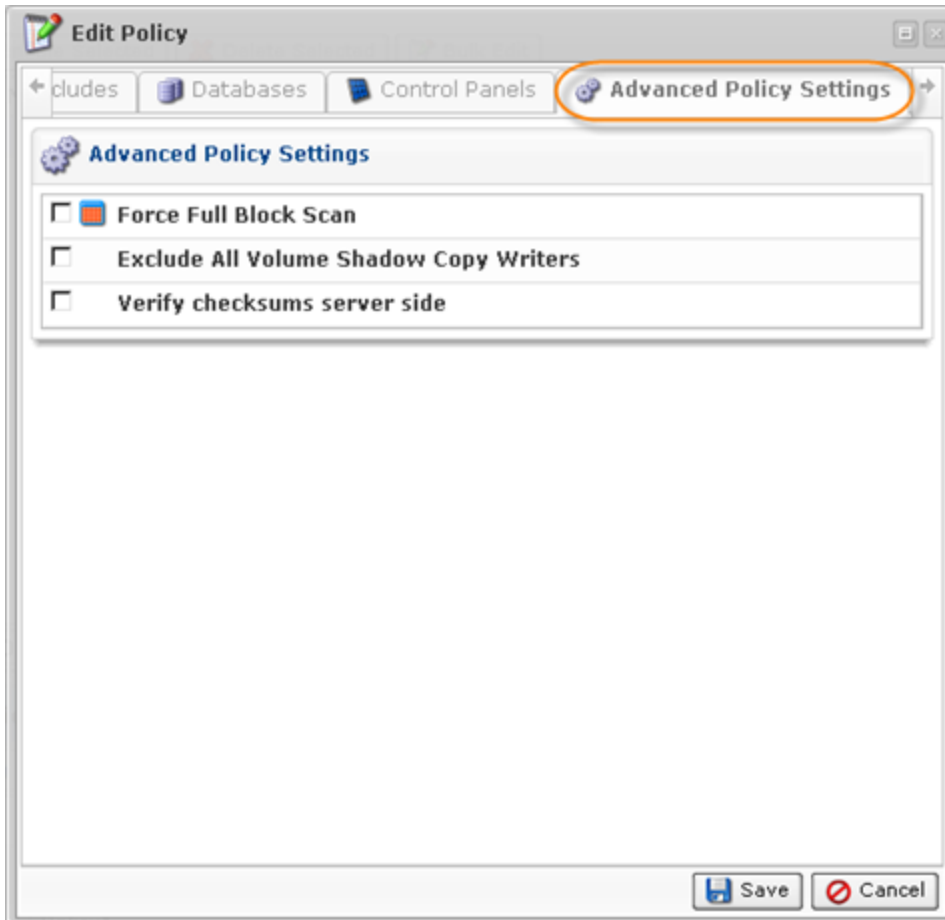 Edit Policy
cludes Databases Control Panels Advanced Policy Settings
Advanced Policy Settings
Force Full Block Scan
Exclude All Volume Shadow Copy Writers
Verify checksums server side
Save Cancel